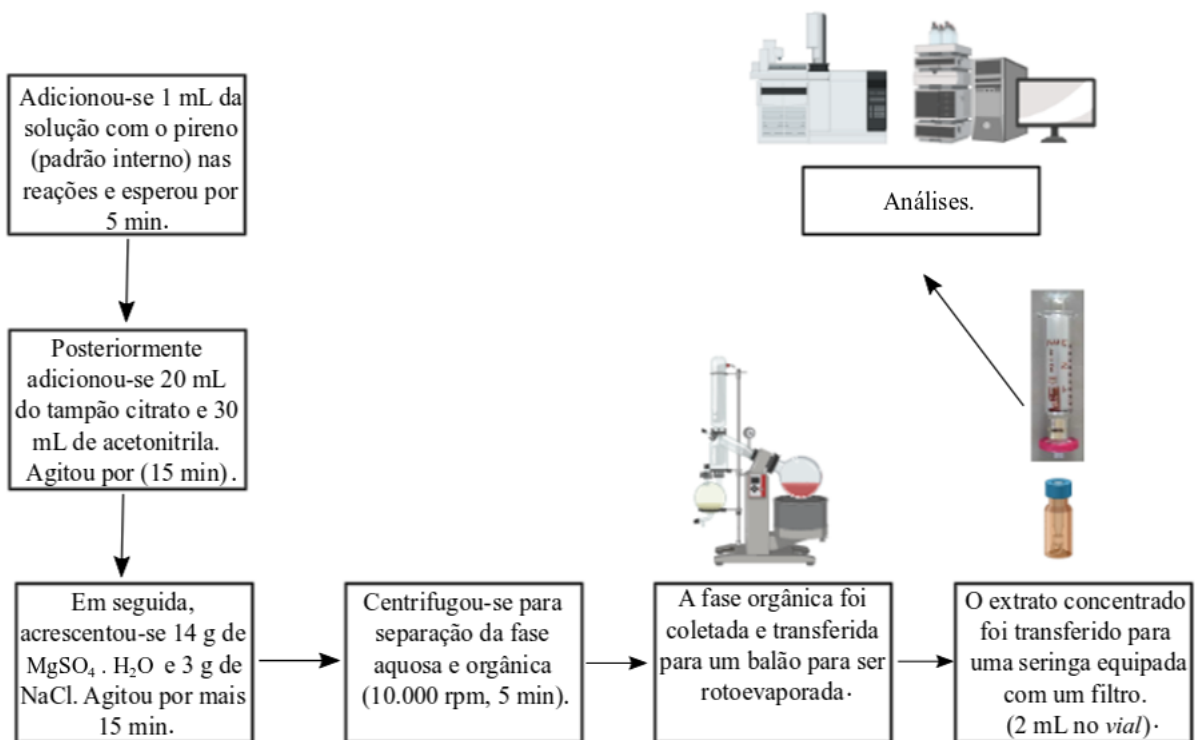 Adicionou-se 1 mL da
solução com o pireno
(padrão interno) nas
reações e esperou por
5 min.
Posteriormente
adicionou-se 20 mL
do tampão citrato e 30
mL de acetonitrila.
Agitou por (15 min).
Em seguida,
acrescentou-se 14 g de
MgSO₄ . H₂O e 3 g de
NaCl. Agitou por mais
15 min.
Centrifugou-se para
separação da fase
aquosa e orgânica
(10.000 rpm, 5 min).
A fase orgânica foi
coletada e transferida
para um balão para ser
rotoevaporada.
O extrato concentrado
foi transferido para
uma seringa equipada
com um filtro.
(2 mL no vial).
Análises.